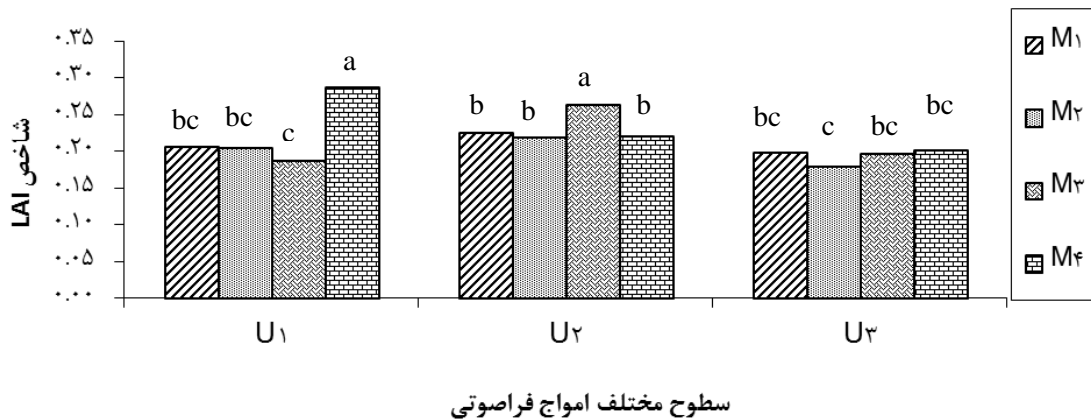 شاخص LAI
۰.۳۵
۰.۳۰
۰.۲۵
۰.۲۰
۰.۱۵
۰.۱۰
۰.۰۵
۰.۰۰
bc bc c a
b b a b
bc c bc bc
U۱ U۲ U۳
سطوح مختلف امواج فراصوتی
M۱
M۲
M۳
M۴